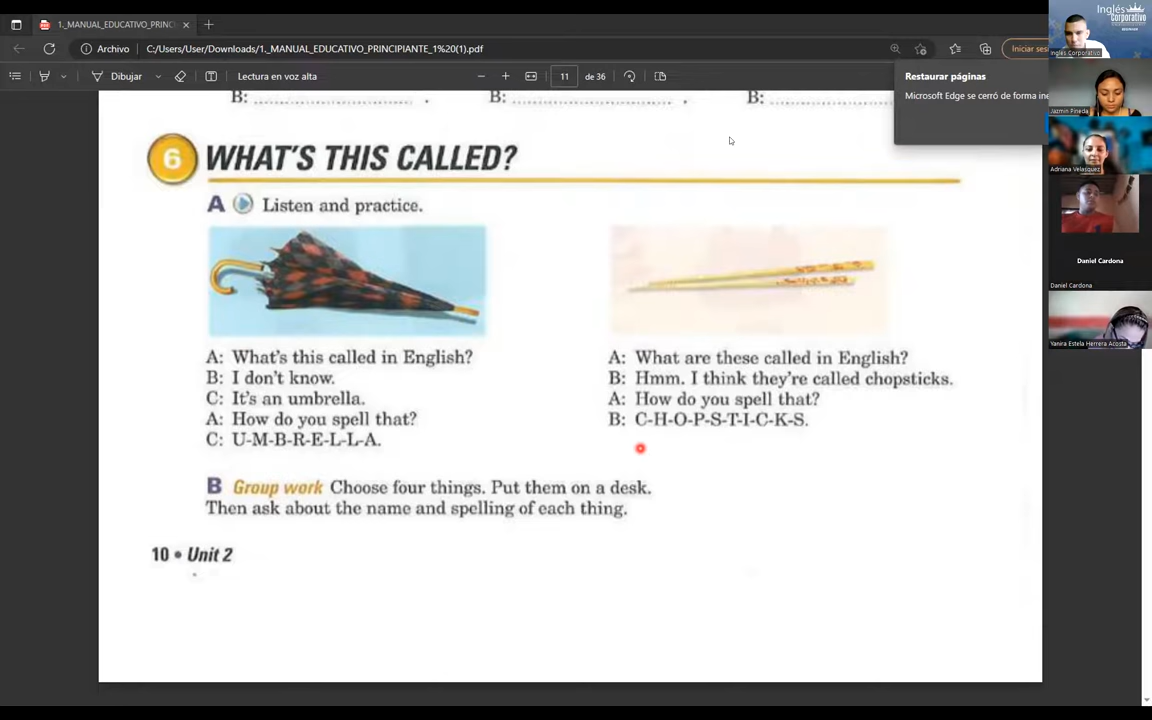 1._MANUAL_EDUCATIVO_PRINC
Archivo
C:/Users/User/Downloads/1._MANUAL_EDUCATIVO_PRINCIPIANTE_1%20(1).pdf
Iniciar ses
Dibujar
Lectura en voz alta
11
de 36
Restaurar páginas
Microsoft Edge se cerró de forma ine
Inglés
Corporativo
Inglés Corporativo
Jazmin Pineda
Adriana Velasquez
Daniel Cardona
Daniel Cardona
Yanira Estela Herrera Acosta
B: ........................................ .
B: ........................................ .
B: ........................................
6 WHAT'S THIS CALLED?
A Listen and practice.
A: What's this called in English?
B: I don't know.
C: It's an umbrella.
A: How do you spell that?
C: U-M-B-R-E-L-L-A.
A: What are these called in English?
B: Hmm. I think they're called chopsticks.
A: How do you spell that?
B: C-H-O-P-S-T-I-C-K-S.
B Group work Choose four things. Put them on a desk.
Then ask about the name and spelling of each thing.
10 • Unit 2